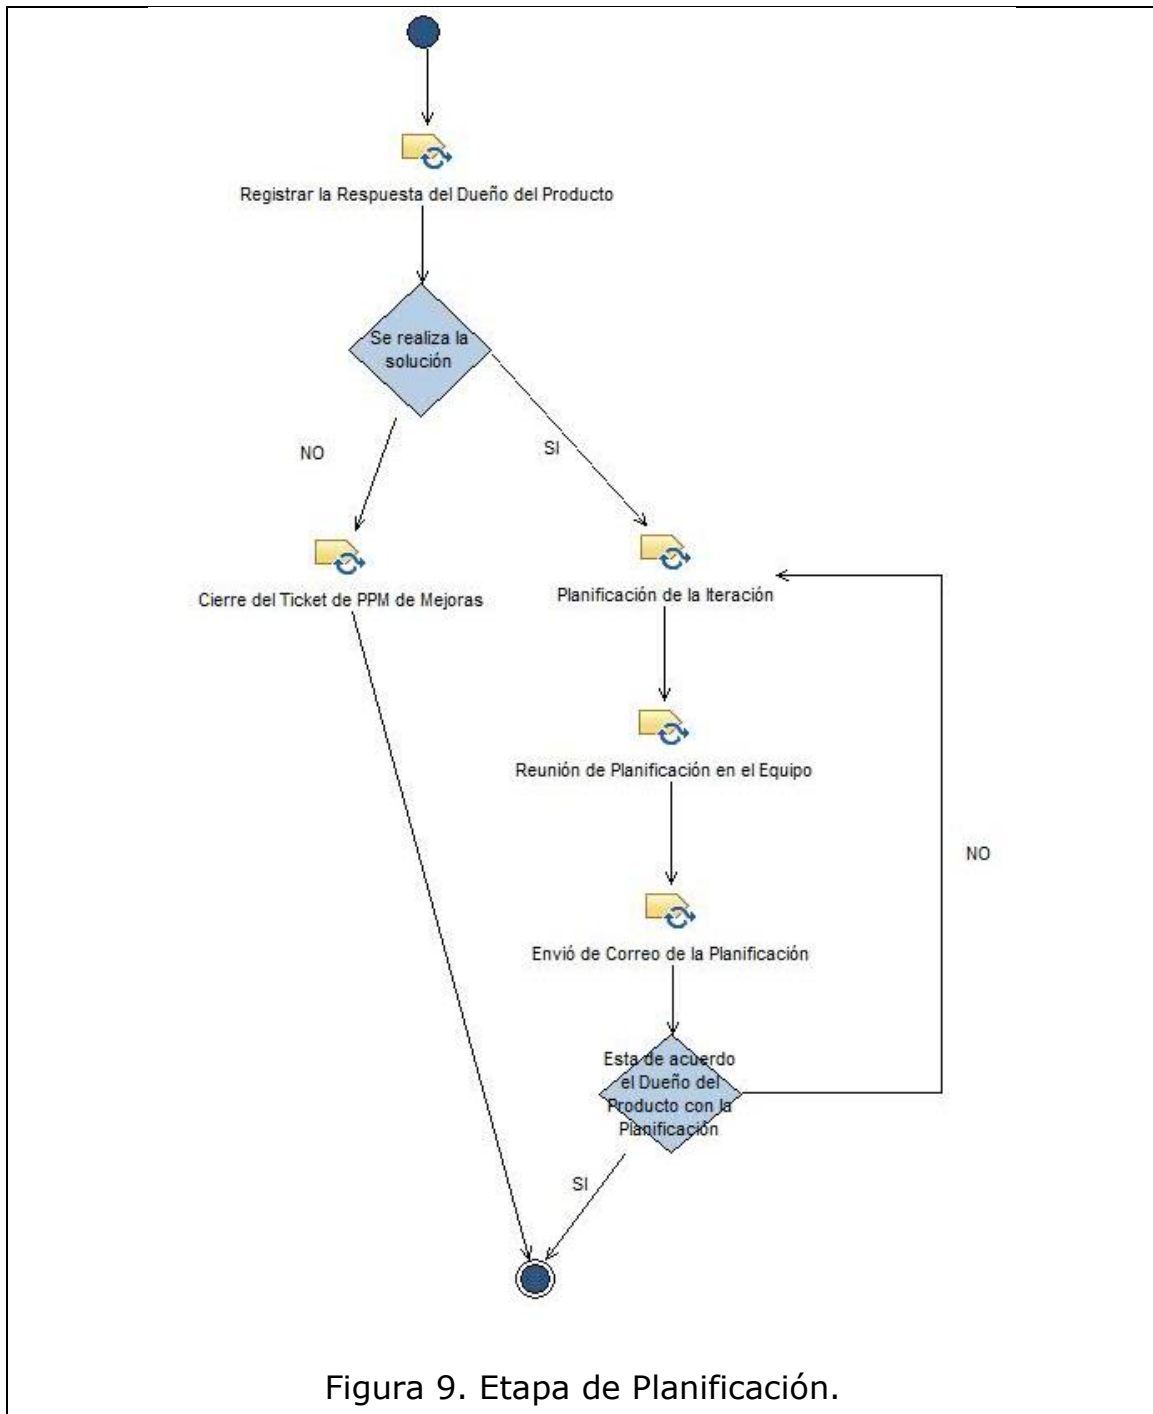 Registrar la Respuesta del Dueño del Producto
Se realiza la
solución
NO
SI
Cierre del Ticket de PPM de Mejoras
Planificación de la Iteración
Reunión de Planificación en el Equipo
NO
Envió de Correo de la Planificación
Esta de acuerdo
el Dueño del
Producto con la
Planificación
SI
Figura 9. Etapa de Planificación.